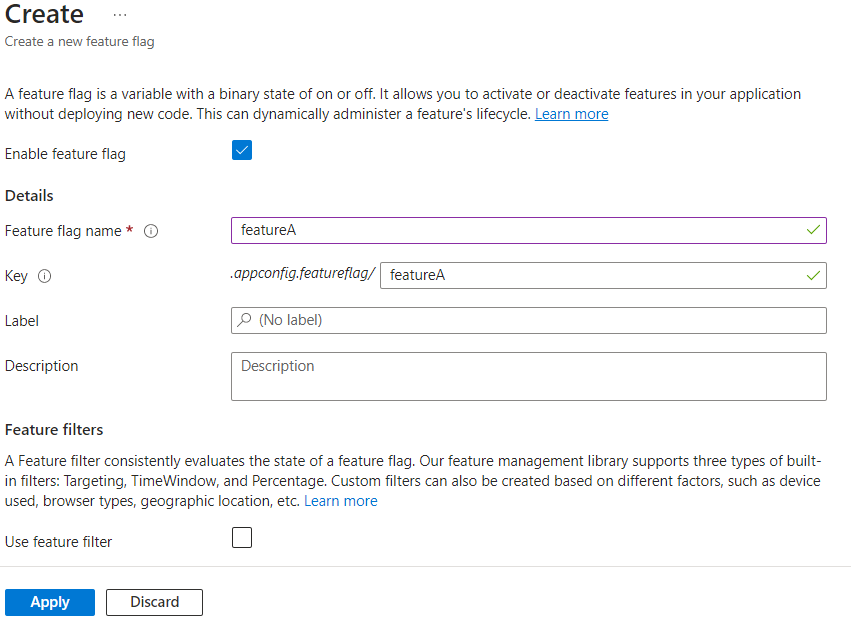 Create ...
Create a new feature flag
A feature flag is a variable with a binary state of on or off. It allows you to activate or deactivate features in your application
without deploying new code. This can dynamically administer a feature's lifecycle. Learn more
Enable feature flag
Details
Feature flag name * featureA
Key .appconfig.featureflag/ featureA
Label (No label)
Description Description
Feature filters
A Feature filter consistently evaluates the state of a feature flag. Our feature management library supports three types of built-
in filters: Targeting, TimeWindow, and Percentage. Custom filters can also be created based on different factors, such as device
used, browser types, geographic location, etc. Learn more
Use feature filter
Apply Discard